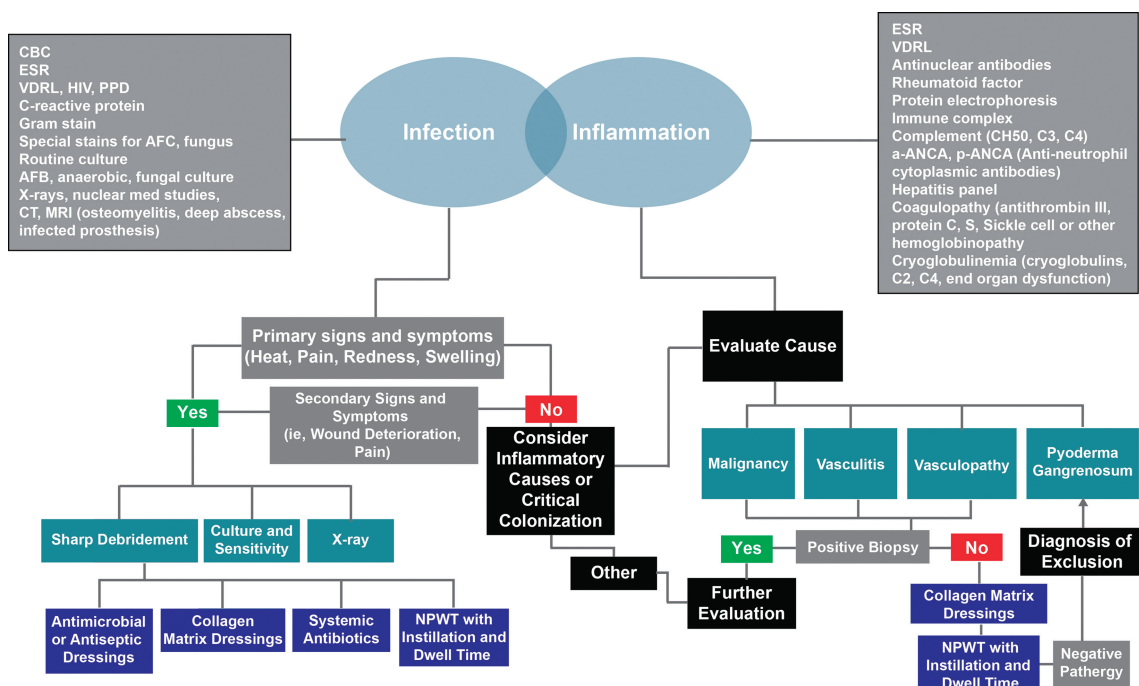 CBC
ESR
VDRL, HIV, PPD
C-reactive protein
Gram stain
Special stains for AFC, fungus
Routine culture
AFB, anaerobic, fungal culture
X-rays, nuclear med studies,
CT, MRI (osteomyelitis, deep abscess,
infected prosthesis)
Infection
Inflammation
ESR
VDRL
Antinuclear antibodies
Rheumatoid factor
Protein electrophoresis
Immune complex
Complement (CH50, C3, C4)
a-ANCA, p-ANCA (Anti-neutrophil
cytoplasmic antibodies)
Hepatitis panel
Coagulopathy (antithrombin III,
protein C, S, Sickle cell or other
hemoglobinopathy
Cryoglobulinemia (cryoglobulins,
C2, C4, end organ dysfunction)
Primary signs and symptoms
(Heat, Pain, Redness, Swelling)
Evaluate Cause
Yes
Secondary Signs and
Symptoms
(ie, Wound Deterioration,
Pain)
No
Consider
Inflammatory
Causes or
Critical
Colonization
Malignancy
Vasculitis
Vasculopathy
Pyoderma
Gangrenosum
Sharp Debridement
Culture and
Sensitivity
X-ray
Other
Yes
Positive Biopsy
No
Diagnosis of
Exclusion
Further
Evaluation
Antimicrobial
or Antiseptic
Dressings
Collagen
Matrix Dressings
Systemic
Antibiotics
NPWT with
Instillation and
Dwell Time
Collagen Matrix
Dressings
NPWT with
Instillation and
Dwell Time
Negative
Pathergy